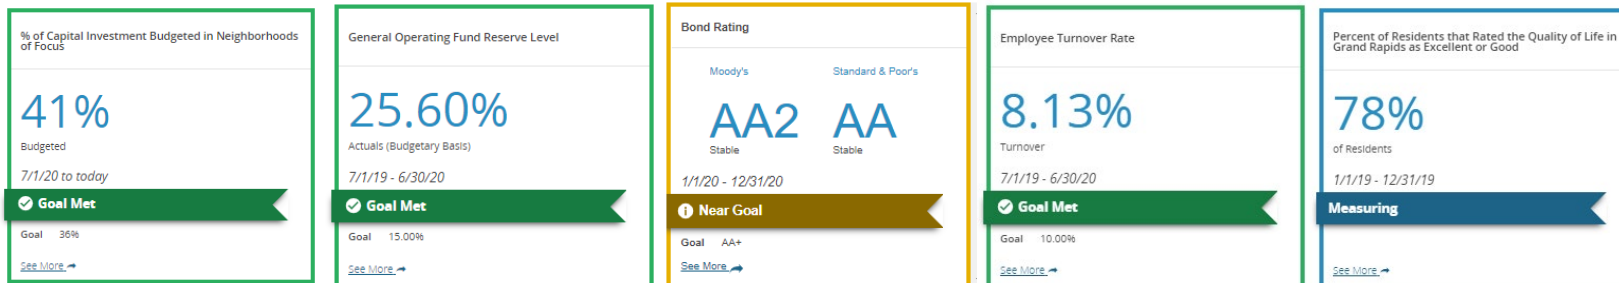 % of Capital Investment Budgeted in Neighborhoods
of Focus
41%
Budgeted
7/1/20 to today
Goal Met
Goal 36%
See More
General Operating Fund Reserve Level
25.60%
Actuals (Budgetary Basis)
7/1/19 - 6/30/20
Goal Met
Goal 15.00%
See More
Bond Rating
Moody's Standard & Poor's
AA2 AA
Stable Stable
1/1/20 - 12/31/20
Near Goal
Goal AA+
See More
Employee Turnover Rate
8.13%
Turnover
7/1/19 - 6/30/20
Goal Met
Goal 10.00%
See More
Percent of Residents that Rated the Quality of Life in
Grand Rapids as Excellent or Good
78%
of Residents
1/1/19 - 12/31/19
Measuring
See More